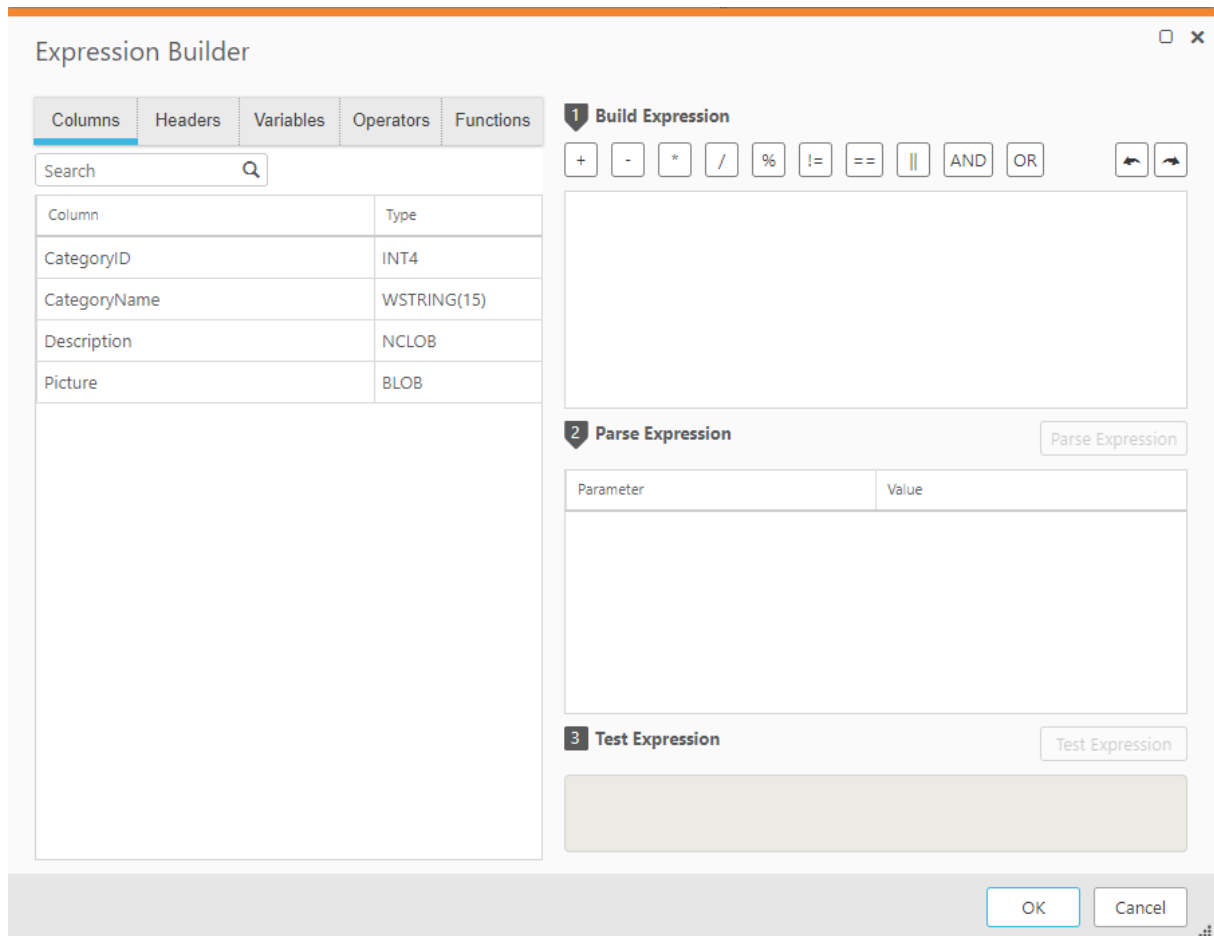 Expression Builder
Columns Headers Variables Operators Functions
Search
Column Type
CategoryID INT4
CategoryName WSTRING(15)
Description NCLOB
Picture BLOB
1 Build Expression
+ - * / % != == || AND OR
2 Parse Expression Parse Expression
Parameter Value
3 Test Expression Test Expression
OK Cancel